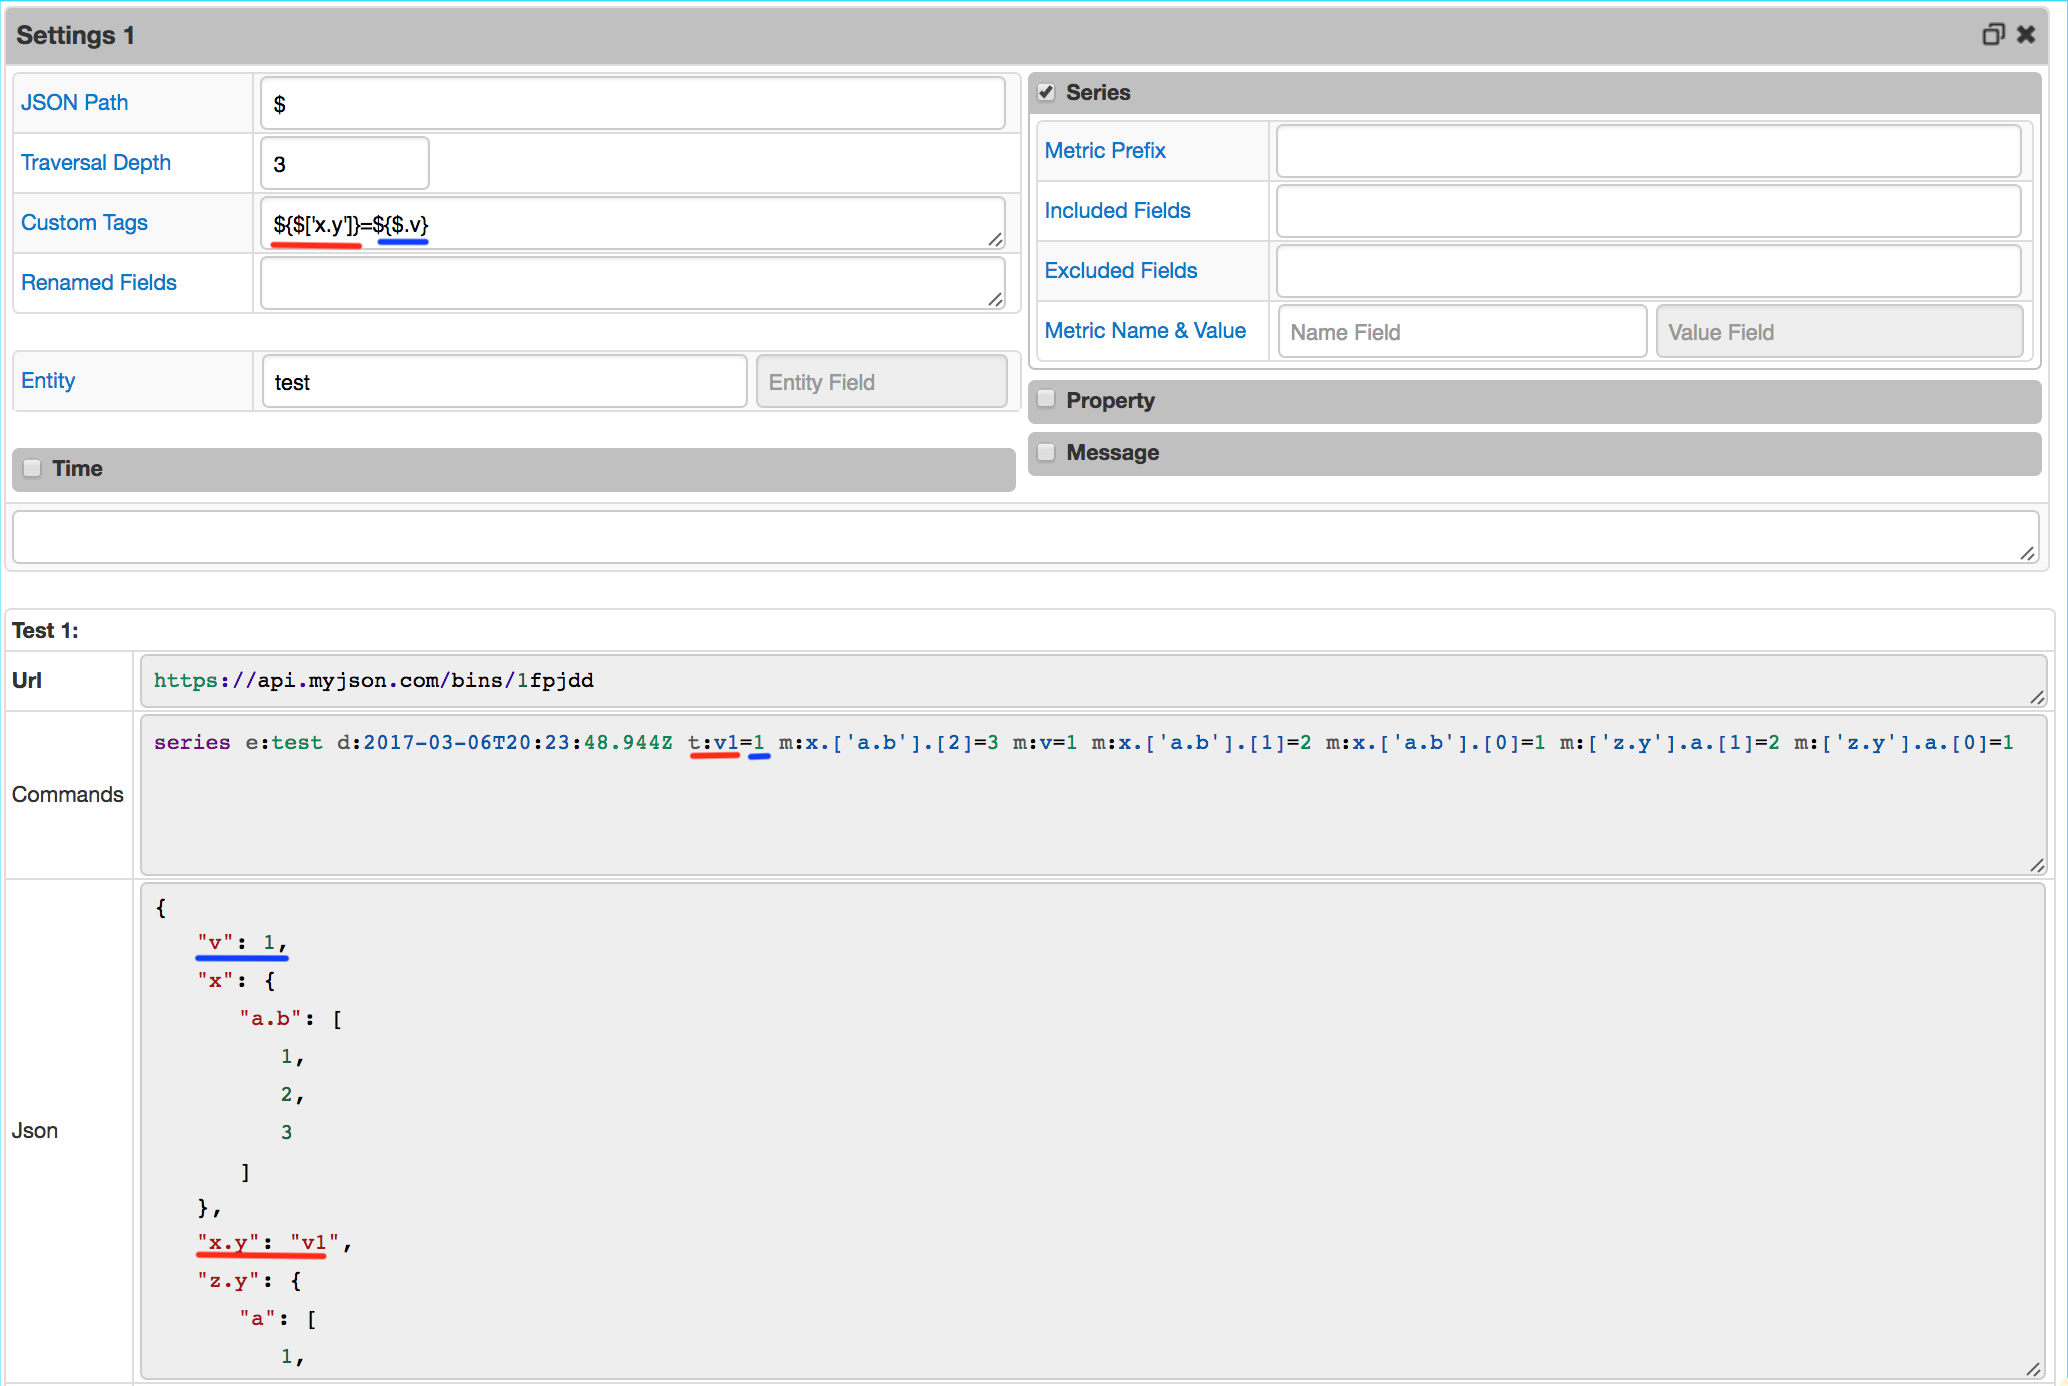 Settings 1
JSON Path
$
Traversal Depth
3
Custom Tags
${$['x.y']}=${$.v}
Renamed Fields
Entity
test
Entity Field
Time
Series
Metric Prefix
Included Fields
Excluded Fields
Metric Name & Value
Name Field
Value Field
Property
Message
Test 1:
Url
https://api.myjson.com/bins/1fpjdd
Commands
series e:test d:2017-03-06T20:23:48.944Z t:v1=1 m:x.['a.b'].[2]=3 m:v=1 m:x.['a.b'].[1]=2 m:x.['a.b'].[0]=1 m:['z.y'].a.[1]=2 m:['z.y'].a.[0]=1
Json
{
"v": 1,
"x": {
"a.b": [
1,
2,
3
]
},
"x.y": "v1",
"z.y": {
"a": [
1,